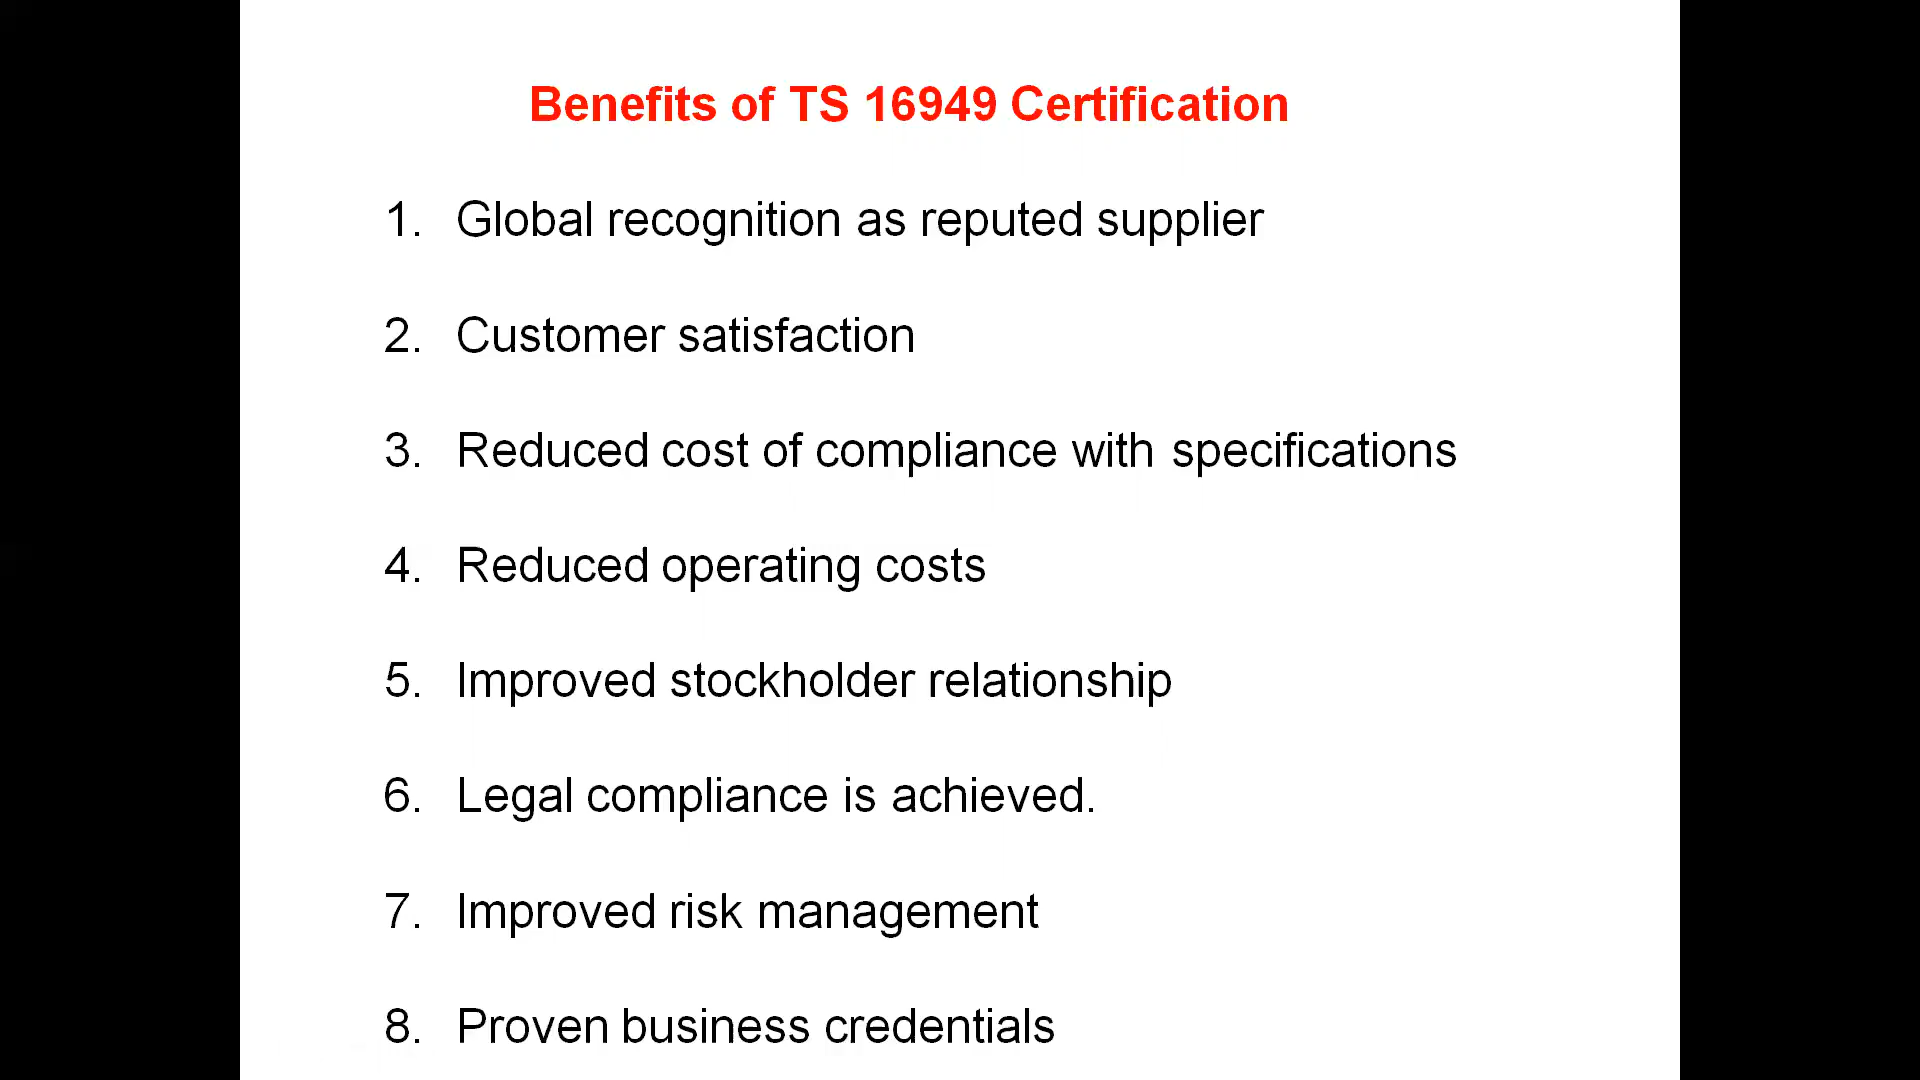 Benefits of TS 16949 Certification
1. Global recognition as reputed supplier
2. Customer satisfaction
3. Reduced cost of compliance with specifications
4. Reduced operating costs
5. Improved stockholder relationship
6. Legal compliance is achieved.
7. Improved risk management
8. Proven business credentials